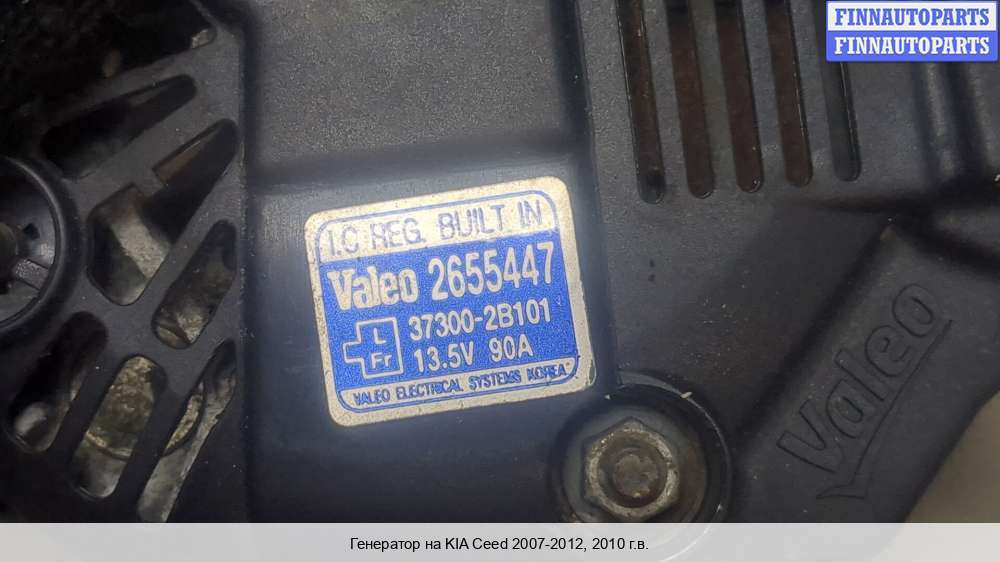 FINNAUTOPARTS
FINNAUTOPARTS
I.C REG. BUILT IN
Valeo 2655447
L
Fr
37300-2B101
13.5V 90A
VALEO ELECTRICAL SYSTEMS KOREA
Valeo
Генератор на KIA Ceed 2007-2012, 2010 г.в.